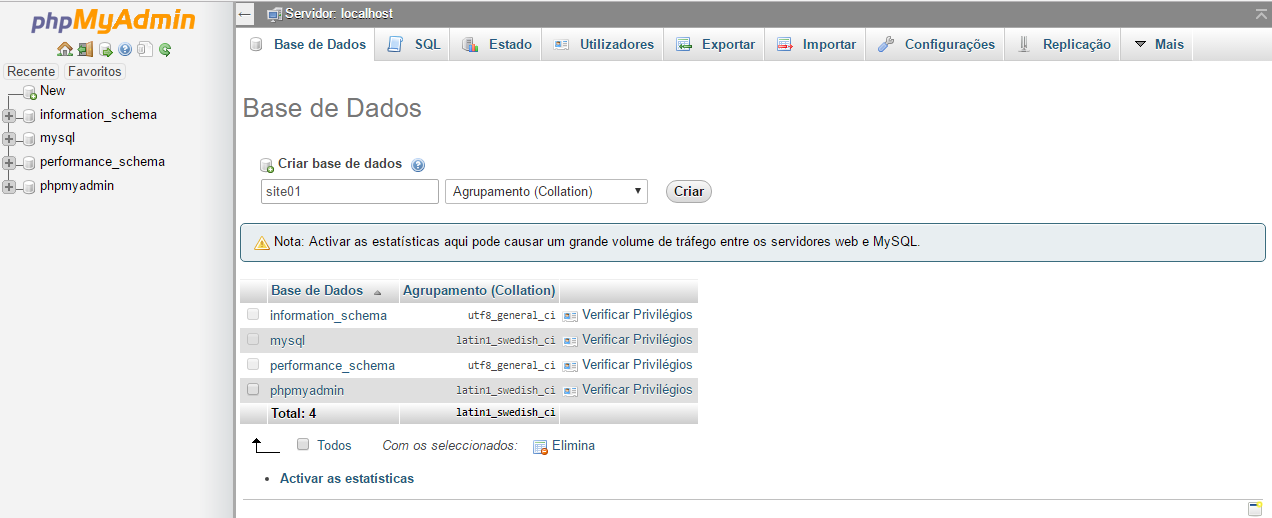 phpMyAdmin
Recente Favoritos
New
information_schema
mysql
performance_schema
phpmyadmin
Servidor: localhost
Base de Dados SQL Estado Utilizadores Exportar Importar Configurações Replicação Mais
Base de Dados
Criar base de dados
site01 Agrupamento (Collation) Criar
Nota: Activar as estatísticas aqui pode causar um grande volume de tráfego entre os servidores web e MySQL.
Base de Dados Agrupamento (Collation)
information_schema utf8_general_ci Verificar Privilégios
mysql latin1_swedish_ci Verificar Privilégios
performance_schema utf8_general_ci Verificar Privilégios
phpmyadmin latin1_swedish_ci Verificar Privilégios
Total: 4 latin1_swedish_ci
Todos Com os seleccionados: Elimina
Activar as estatísticas